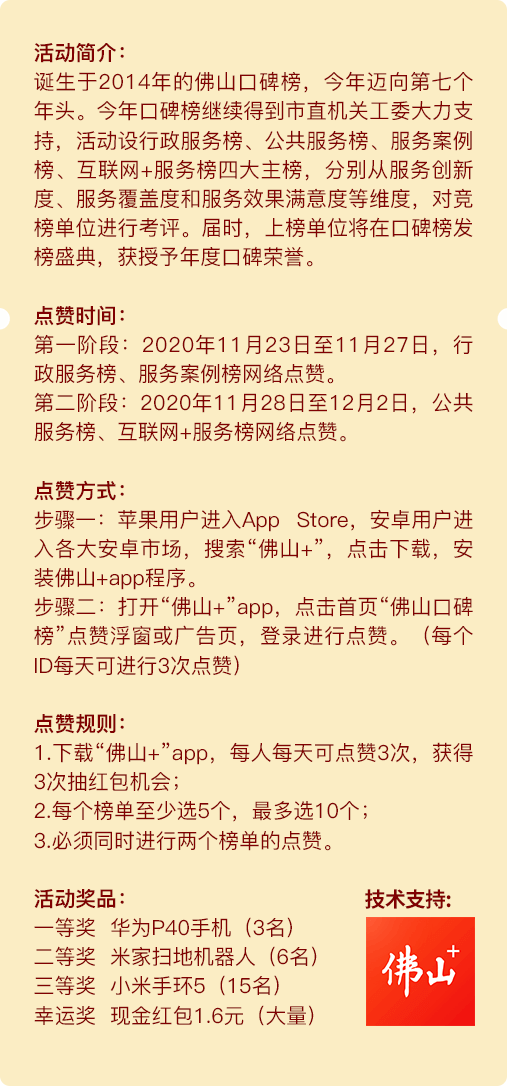 活动简介：
诞生于2014年的佛山口碑榜，今年迈向第七个
年头。今年口碑榜继续得到市直机关工委大力支
持，活动设行政服务榜、公共服务榜、服务案例
榜、互联网+服务榜四大主榜，分别从服务创新
度、服务覆盖度和服务效果满意度等维度，对竞
榜单位进行考评。届时，上榜单位将在口碑榜发
榜盛典，获授予年度口碑荣誉。
点赞时间：
第一阶段：2020年11月23日至11月27日，行
政服务榜、服务案例榜网络点赞。
第二阶段：2020年11月28日至12月2日，公共
服务榜、互联网+服务榜网络点赞。
点赞方式：
步骤一：苹果用户进入App Store，安卓用户进
入各大安卓市场，搜索“佛山+”，点击下载，安
装佛山+app程序。
步骤二：打开“佛山+”app，点击首页“佛山口碑
榜”点赞浮窗或广告页，登录进行点赞。（每个
ID每天可进行3次点赞）
点赞规则：
1.下载“佛山+”app，每人每天可点赞3次，获得
3次抽红包机会；
2.每个榜单至少选5个，最多选10个；
3.必须同时进行两个榜单的点赞。
活动奖品：
一等奖 华为P40手机（3名）
二等奖 米家扫地机器人（6名）
三等奖 小米手环5（15名）
幸运奖 现金红包1.6元（大量）
技术支持:
佛山+